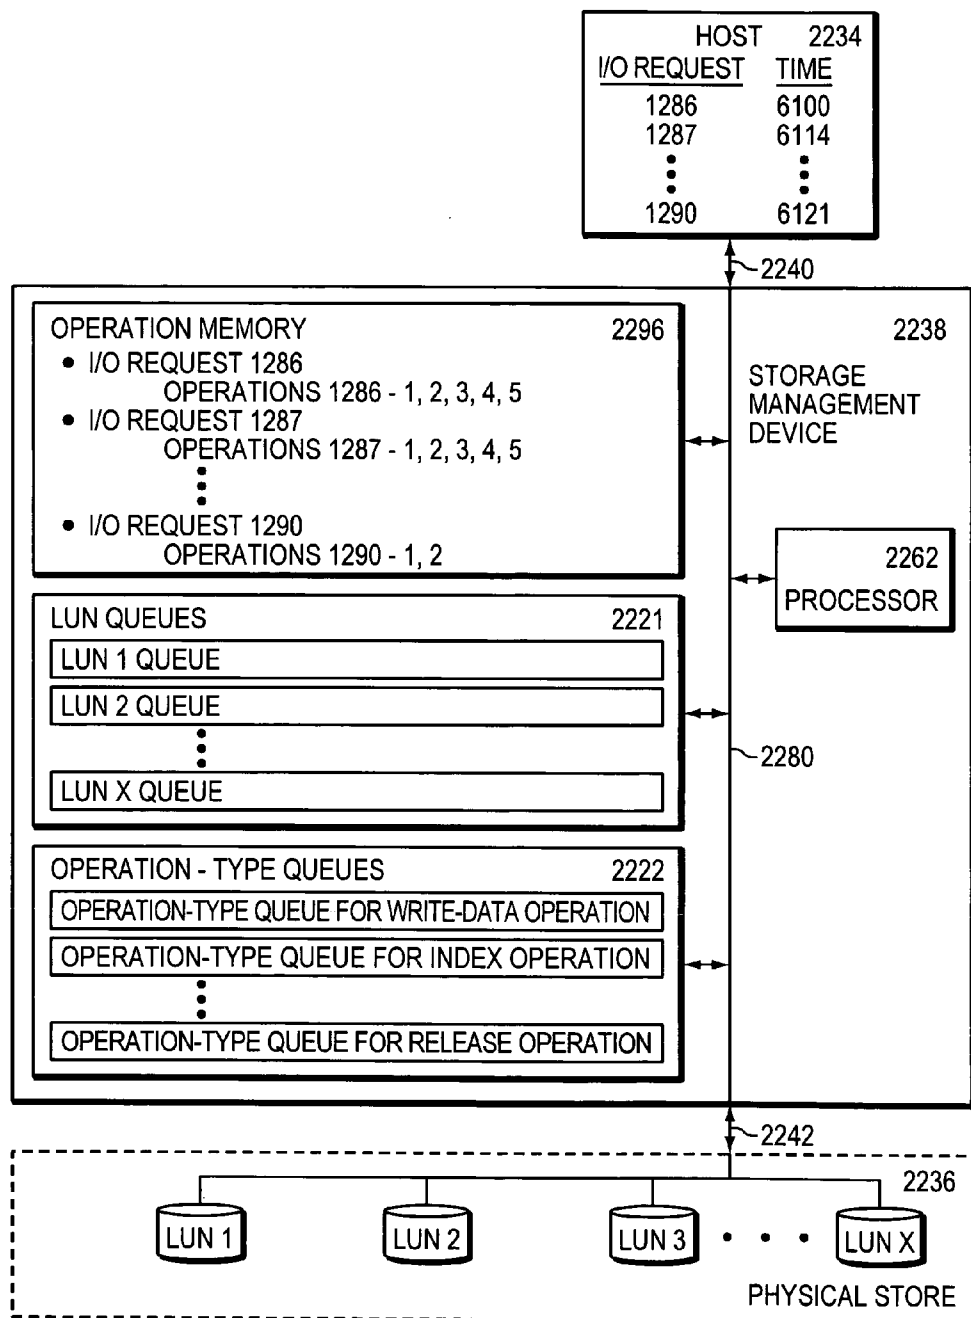 HOST 2234
I/O REQUEST TIME
1286 6100
1287 6114
1290 6121
2240
OPERATION MEMORY 2296
• I/O REQUEST 1286
OPERATIONS 1286 - 1, 2, 3, 4, 5
• I/O REQUEST 1287
OPERATIONS 1287 - 1, 2, 3, 4, 5
• I/O REQUEST 1290
OPERATIONS 1290 - 1, 2
2238
STORAGE
MANAGEMENT
DEVICE
2262
PROCESSOR
LUN QUEUES 2221
LUN 1 QUEUE
LUN 2 QUEUE
LUN X QUEUE
2280
OPERATION - TYPE QUEUES 2222
OPERATION-TYPE QUEUE FOR WRITE-DATA OPERATION
OPERATION-TYPE QUEUE FOR INDEX OPERATION
OPERATION-TYPE QUEUE FOR RELEASE OPERATION
2242
2236
LUN 1 LUN 2 LUN 3 LUN X
PHYSICAL STORE